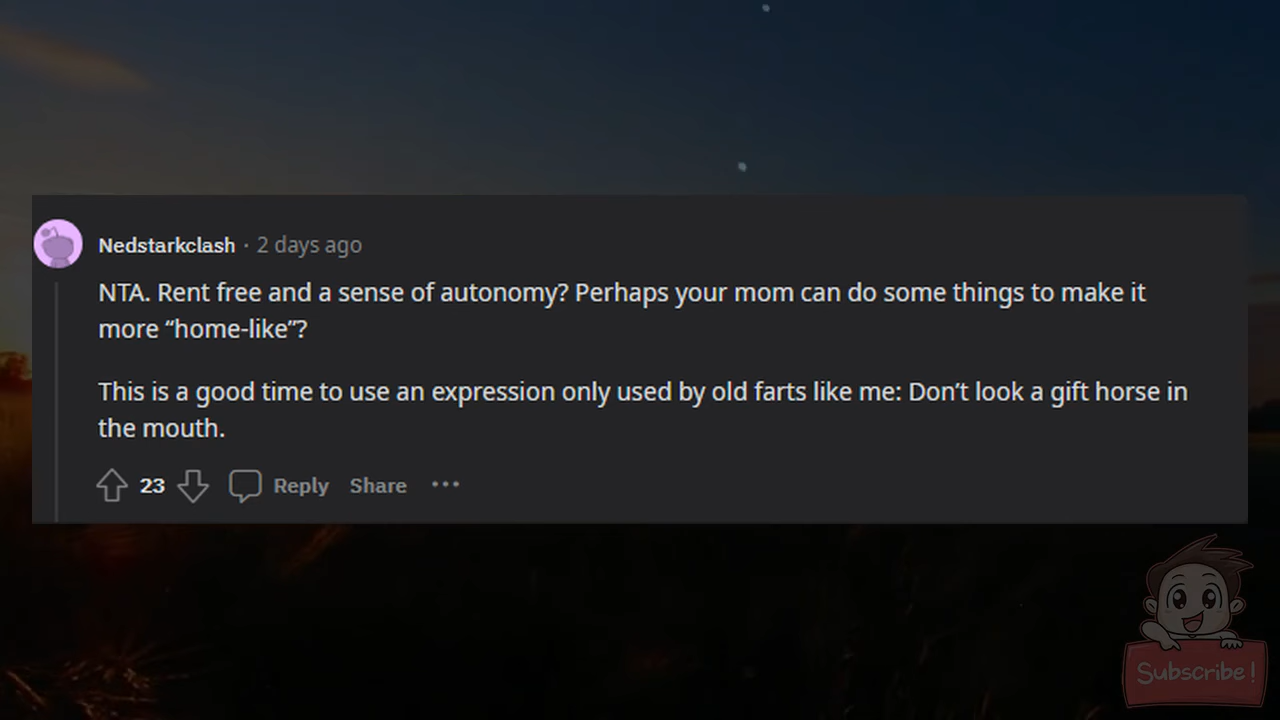 Nedstarkclash · 2 days ago
NTA. Rent free and a sense of autonomy? Perhaps your mom can do some things to make it
more “home-like”?
This is a good time to use an expression only used by old farts like me: Don’t look a gift horse in
the mouth.
23 Reply Share ···
Subscribe!